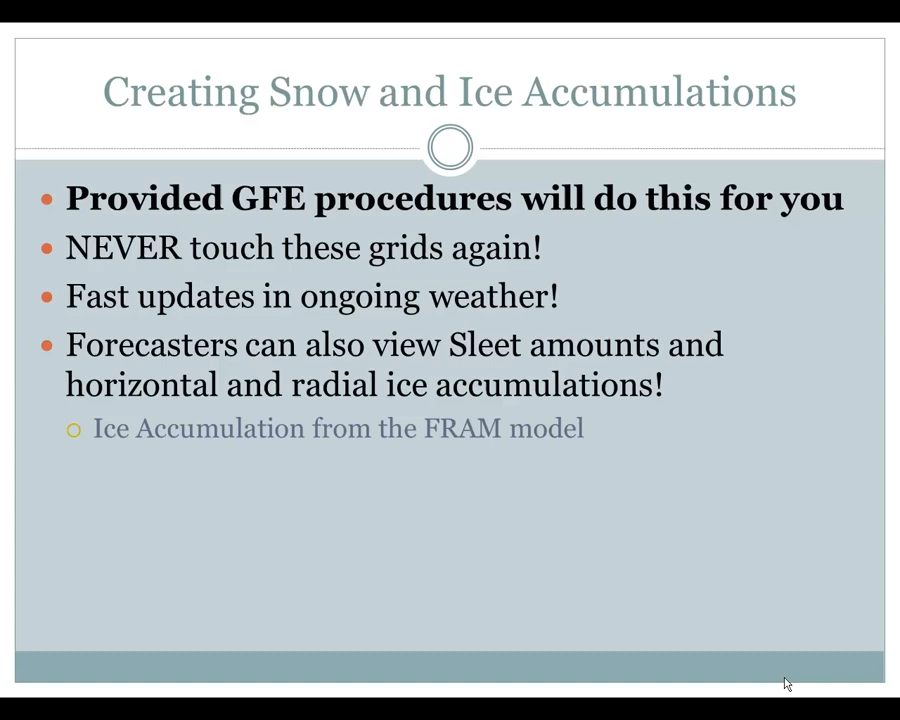 Creating Snow and Ice Accumulations
Provided GFE procedures will do this for you
NEVER touch these grids again!
Fast updates in ongoing weather!
Forecasters can also view Sleet amounts and
horizontal and radial ice accumulations!
Ice Accumulation from the FRAM model